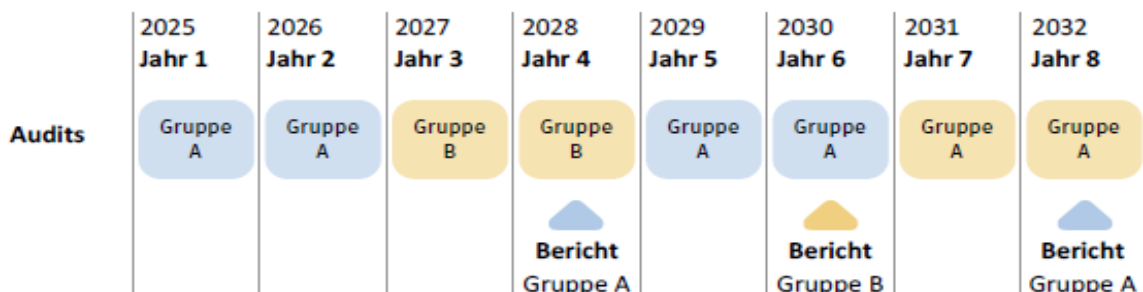 2025 2026 2027 2028 2029 2030 2031 2032
Jahr 1 Jahr 2 Jahr 3 Jahr 4 Jahr 5 Jahr 6 Jahr 7 Jahr 8
Audits
Gruppe A
Gruppe A
Gruppe B
Gruppe B
Gruppe A
Gruppe A
Gruppe A
Gruppe A
Bericht Bericht Bericht
Gruppe A Gruppe B Gruppe A